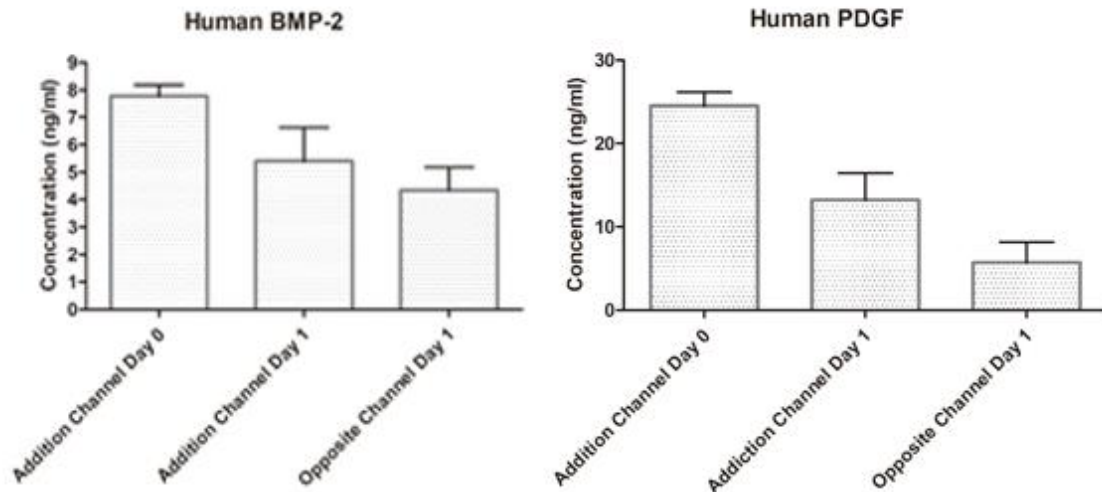 Human BMP-2
Concentration (ng/ml)
9
8
7
6
5
4
3
2
1
0
Addition Channel Day 0
Addition Channel Day 1
Opposite Channel Day 1
Human PDGF
Concentration (ng/ml)
30
20
10
0
Addition Channel Day 0
Addiction Channel Day 1
Opposite Channel Day 1